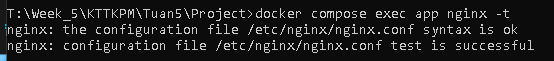 T:\Week_5\KTTKPM\Tuan5\Project>docker compose exec app nginx -t
nginx: the configuration file /etc/nginx/nginx.conf syntax is ok
nginx: configuration file /etc/nginx/nginx.conf test is successful